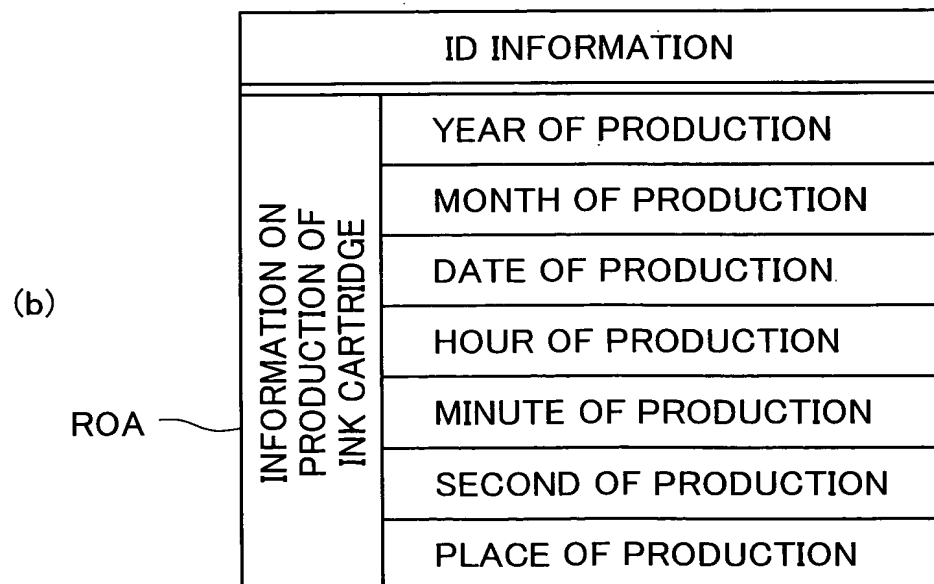 ID INFORMATION
INFORMATION ON
PRODUCTION OF
INK CARTRIDGE
YEAR OF PRODUCTION
MONTH OF PRODUCTION
DATE OF PRODUCTION
HOUR OF PRODUCTION
MINUTE OF PRODUCTION
SECOND OF PRODUCTION
PLACE OF PRODUCTION
(b)
ROA